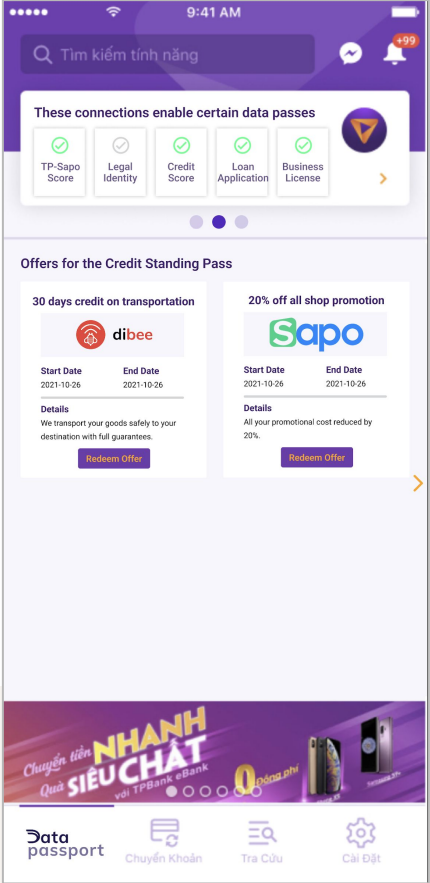 9:41 AM
Tìm kiếm tính năng
+99
These connections enable certain data passes
TP-Sapo
Score
Legal
Identity
Credit
Score
Loan
Application
Business
License
Offers for the Credit Standing Pass
30 days credit on transportation
dibee
Start Date
End Date
2021-10-26
2021-10-26
Details
We transport your goods safely to your
destination with full guarantees.
Redeem Offer
20% off all shop promotion
Sapo
Start Date
End Date
2021-10-26
2021-10-26
Details
All your promotional cost reduced by
20%.
Redeem Offer
Chuyển tiền NHANH
Quà SIÊU CHẤT
với TPBank eBank
0 Đồng phí
Data
passport
Chuyển Khoản
Tra Cứu
Cài Đặt